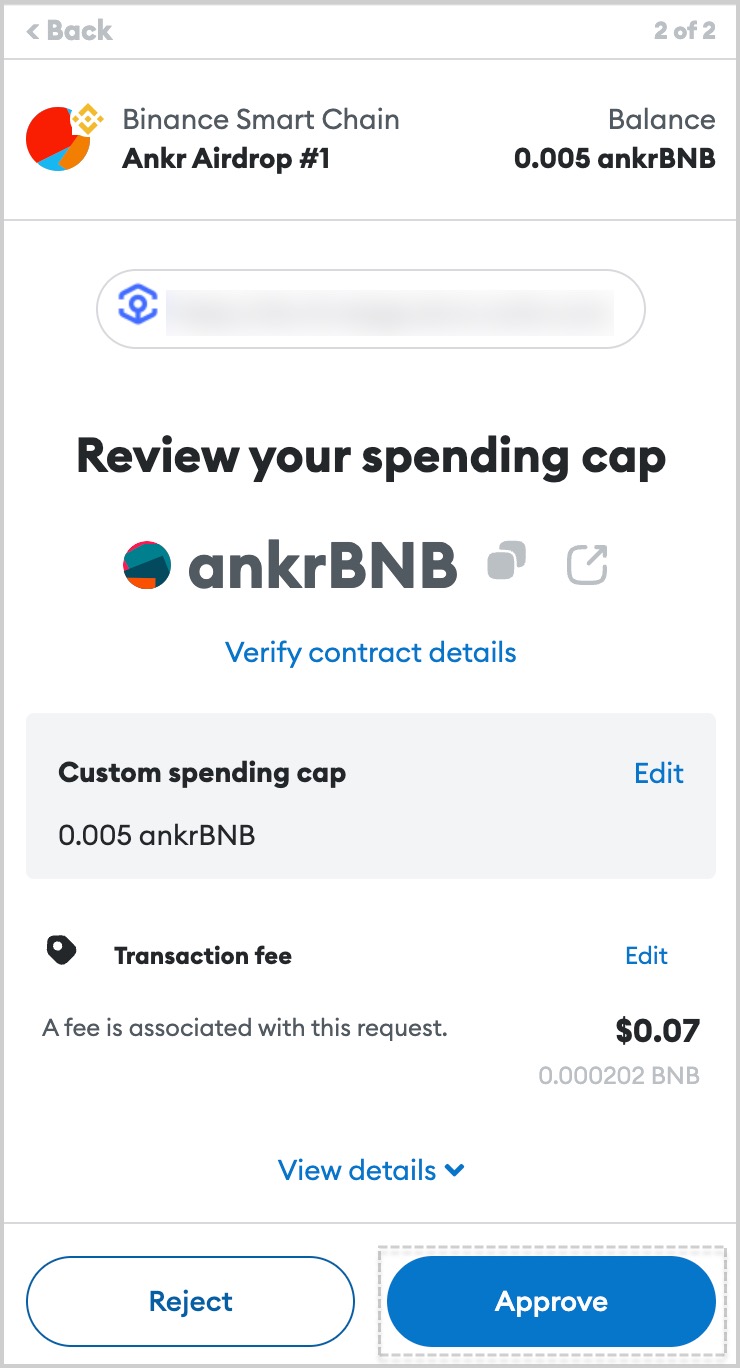 < Back
2 of 2
Binance Smart Chain
Balance
Ankr Airdrop #1
0.005 ankrBNB
Review your spending cap
ankrBNB
Verify contract details
Custom spending cap
Edit
0.005 ankrBNB
Transaction fee
Edit
A fee is associated with this request.
$0.07
0.000202 BNB
View details
Reject
Approve